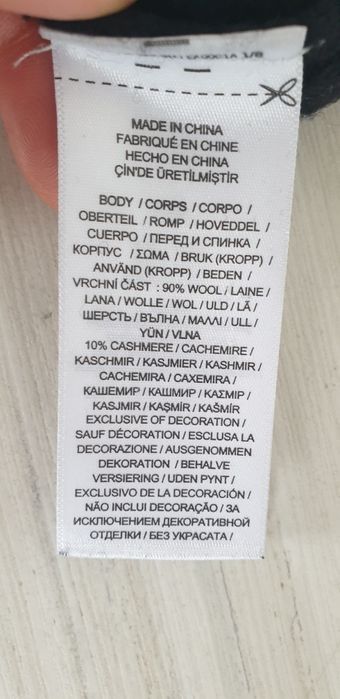 MADE IN CHINA
FABRIQUÉ EN CHINE
HECHO EN CHINA
ÇİN'DE ÜRETİLMİŞTİR
BODY / CORPS / CORPO /
OBERTEIL / ROMP / HOVEDDEL /
CUERPO / ПЕРЕД И СПИНКА /
КОРПУС / ΣΩΜΑ / BRUK (KROPP) /
ANVÄND (KROPP) / BEDEN /
VRCHNÍ ČÁST : 90% WOOL / LAINE /
LANA / WOLLE / WOL / ULD / LÃ /
ШЕРСТЬ / ВЪЛНА / ΜΑΛΛΙ / ULL /
YÜN / VLNA
10% CASHMERE / CACHEMIRE /
KASCHMIR / KASJMIER / KASHMIR /
CACHEMIRA / CAXEMIRA /
КАШЕМИР / КАШМИР / ΚΑΣΜΙΡ /
KASJMIR / KAŞMİR / KAŠMÍR
EXCLUSIVE OF DECORATION /
SAUF DÉCORATION / ESCLUSA LA
DECORAZIONE / AUSGENOMMEN
DEKORATION / BEHALVE
VERSIERING / UDEN PYNT /
EXCLUSIVO DE LA DECORACIÓN /
NÃO INCLUI DECORAÇÃO / ЗА
ИСКЛЮЧЕНИЕМ ДЕКОРАТИВНОЙ
ОТДЕЛКИ / БЕЗ УКРАСАТА /